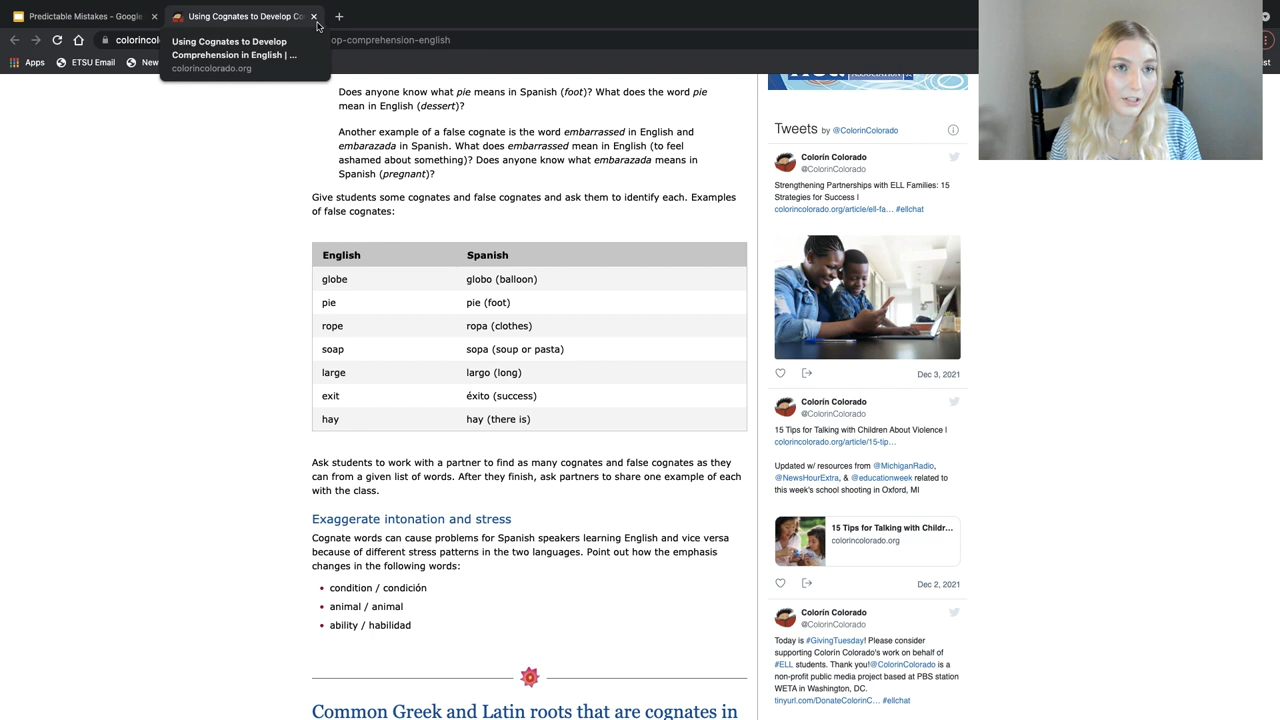 Predictable Mistakes - Google
Using Cognates to Develop Co
colorincolo
op-comprehension-english
Using Cognates to Develop
Comprehension in English | ...
colorincolorado.org
Apps
ETSU Email
New
est
Does anyone know what pie means in Spanish (foot)? What does the word pie
mean in English (dessert)?
Another example of a false cognate is the word embarrassed in English and
embarazada in Spanish. What does embarrassed mean in English (to feel
ashamed about something)? Does anyone know what embarazada means in
Spanish (pregnant)?
Give students some cognates and false cognates and ask them to identify each. Examples
of false cognates:
English Spanish
globe globo (balloon)
pie pie (foot)
rope ropa (clothes)
soap sopa (soup or pasta)
large largo (long)
exit éxito (success)
hay hay (there is)
Ask students to work with a partner to find as many cognates and false cognates as they
can from a given list of words. After they finish, ask partners to share one example of each
with the class.
Exaggerate intonation and stress
Cognate words can cause problems for Spanish speakers learning English and vice versa
because of different stress patterns in the two languages. Point out how the emphasis
changes in the following words:
• condition / condición
• animal / animal
• ability / habilidad
Common Greek and Latin roots that are cognates in
Tweets by @ColorinColorado
Colorín Colorado
@ColorinColorado
Strengthening Partnerships with ELL Families: 15
Strategies for Success |
colorincolorado.org/article/ell-fa… #ellchat
Dec 3, 2021
Colorín Colorado
@ColorinColorado
15 Tips for Talking with Children About Violence |
colorincolorado.org/article/15-tip…
Updated w/ resources from @MichiganRadio,
@NewsHourExtra, & @educationweek related to
this week's school shooting in Oxford, MI
15 Tips for Talking with Childr...
colorincolorado.org
Dec 2, 2021
Colorín Colorado
@ColorinColorado
Today is #GivingTuesday! Please consider
supporting Colorín Colorado's work on behalf of
#ELL students. Thank you!@ColorinColorado is a
non-profit public media project based at PBS station
WETA in Washington, DC.
tinyurl.com/DonateColorinC… #ellchat